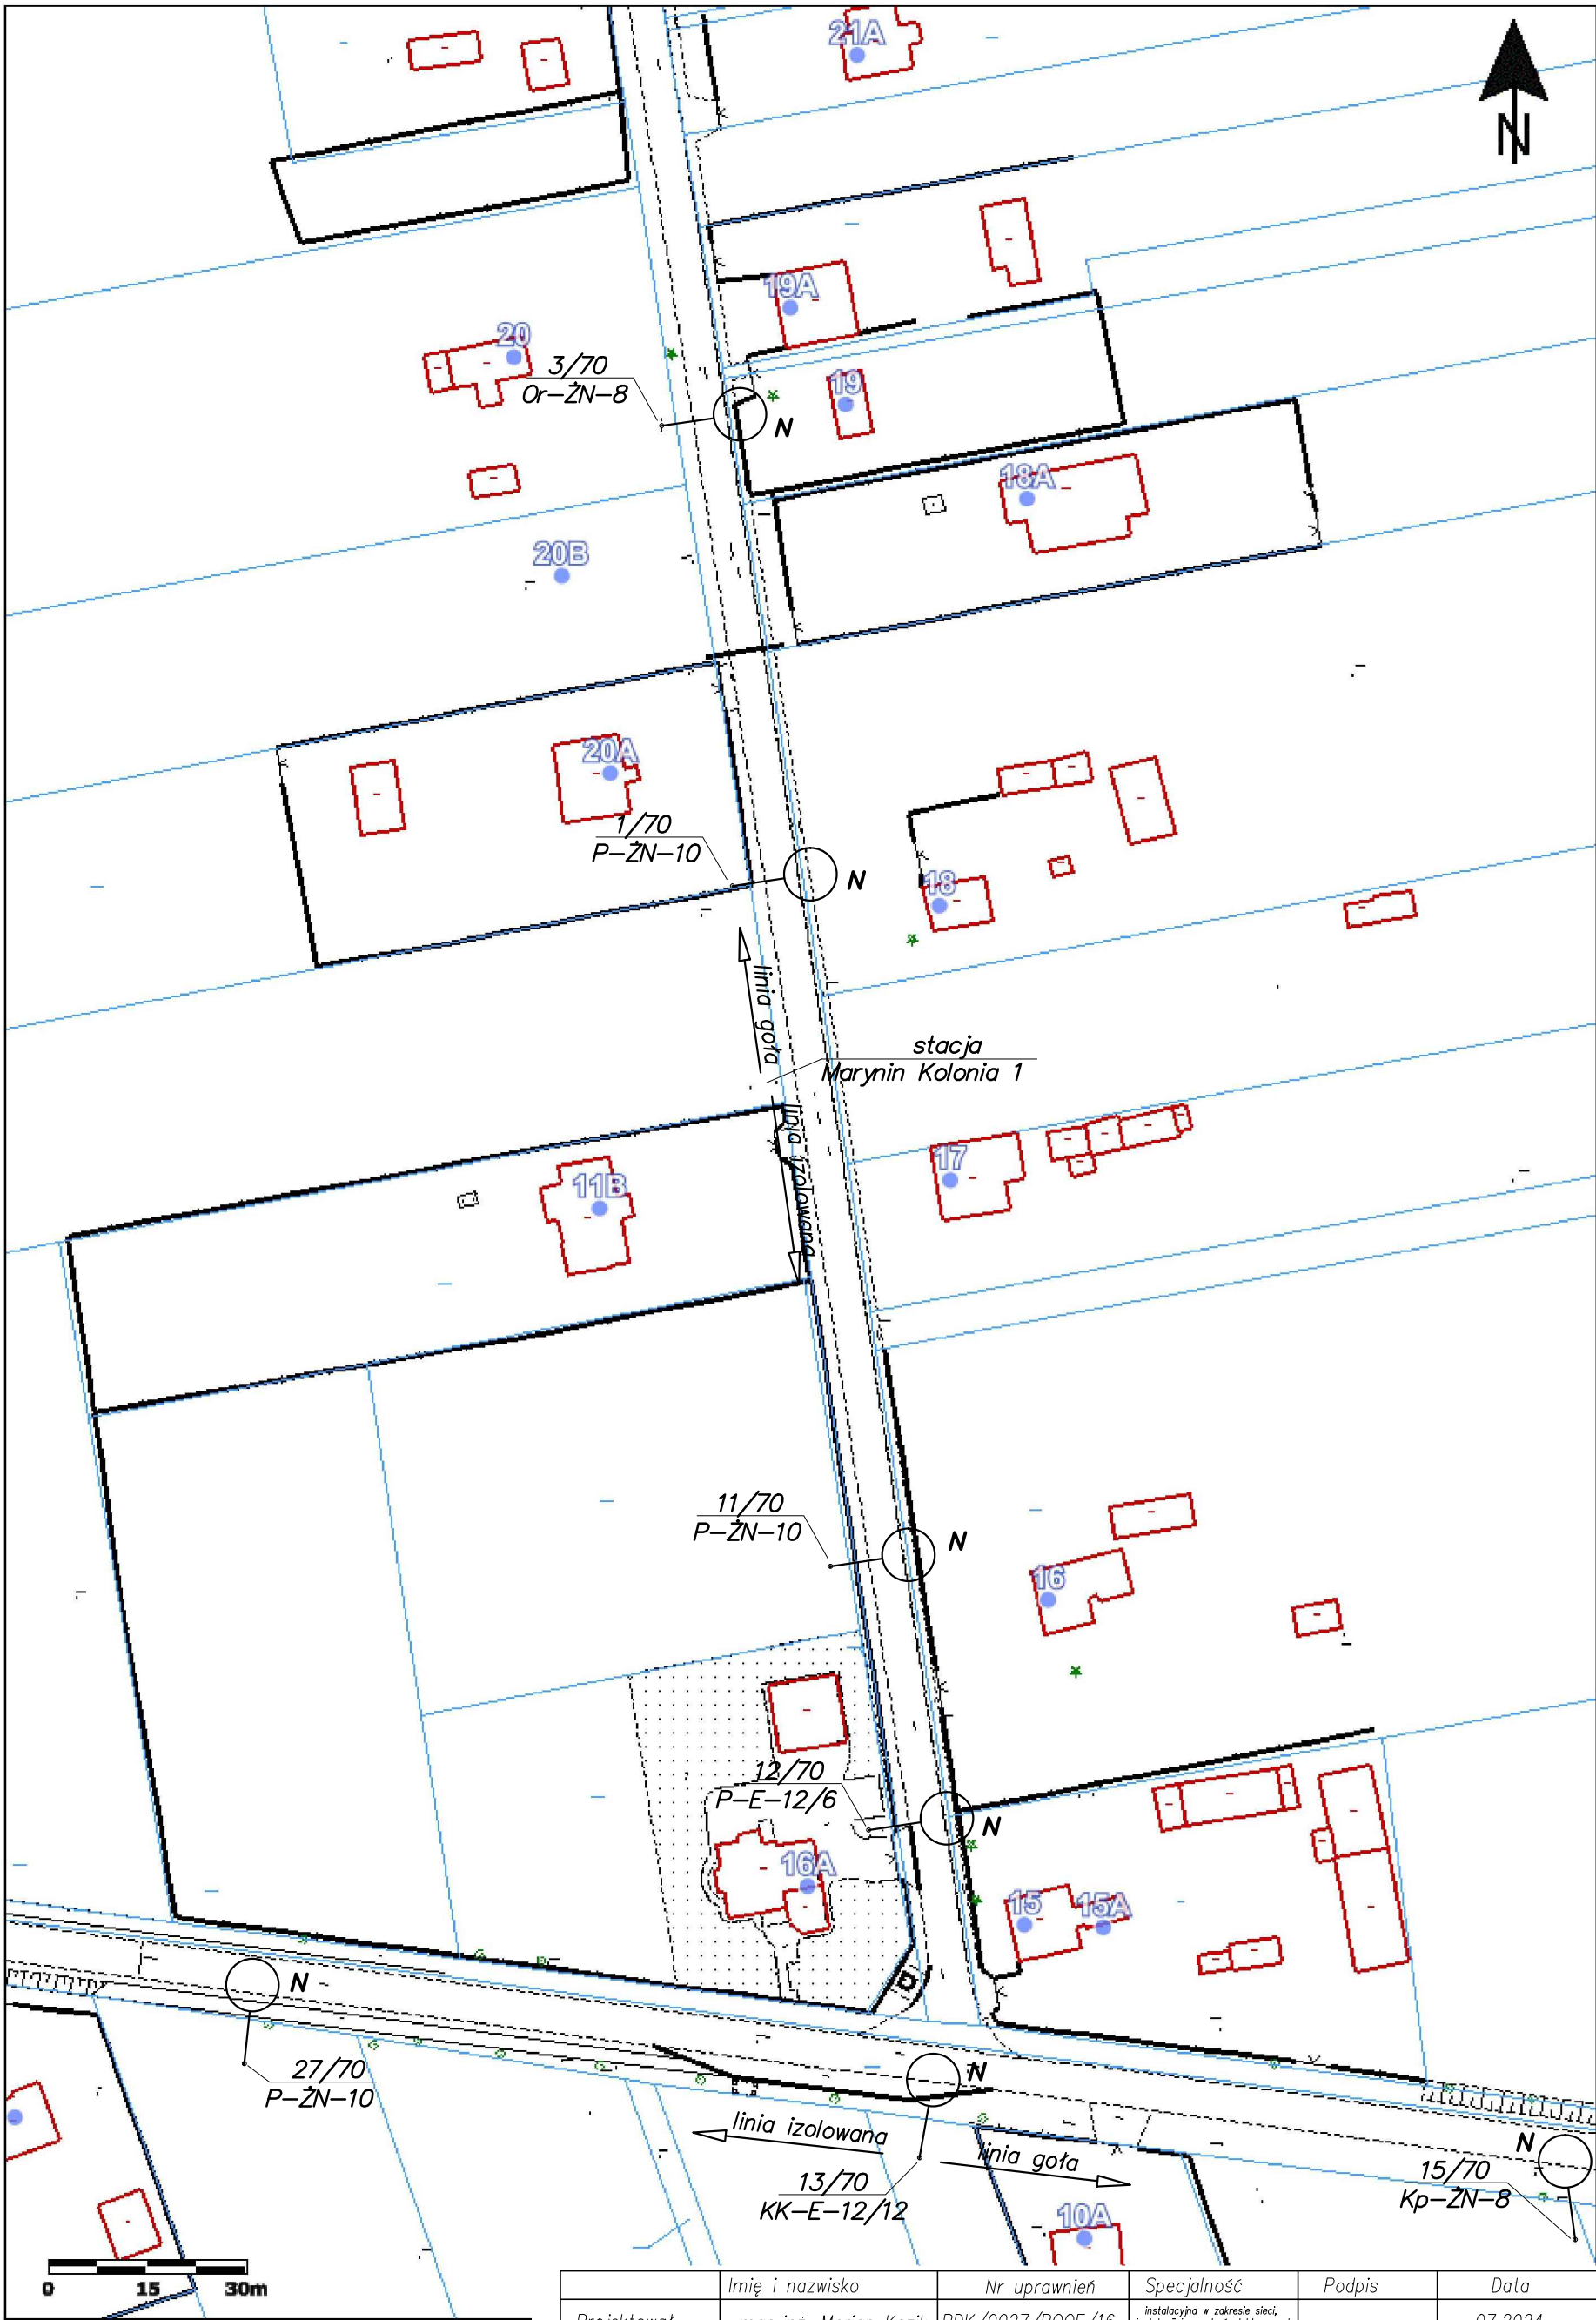 21A
N
19A
20
3/70
Or-ŻN-8
19
N
18A
20B
20A
1/70
P-ŻN-10
N
18
linia goła
stacja
Marynin Kolonia 1
linia izolowana
17
11B
11/70
P-ŻN-10
N
16
12/70
P-E-12/6
N
16A
15
15A
D
N
27/70
P-ŻN-10
N
linia izolowana
linia goła
N
13/70
KK-E-12/12
15/70
Kp-ŻN-8
10A
0 15 30m
Imię i nazwisko Nr uprawnień Specjalność Podpis Data
instalacyjna w zakresie sieci,
Projektował
07.2024